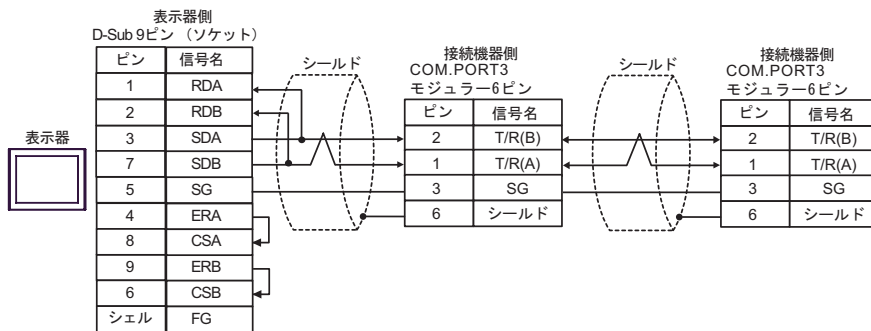 表示器側
D-Sub 9ピン （ソケット）
ピン 信号名
1 RDA
2 RDB
3 SDA
7 SDB
5 SG
4 ERA
8 CSA
9 ERB
6 CSB
シェル FG
表示器
シールド
接続機器側
COM.PORT3
モジュラー6ピン
ピン 信号名
2 T/R(B)
1 T/R(A)
3 SG
6 シールド
シールド
接続機器側
COM.PORT3
モジュラー6ピン
ピン 信号名
2 T/R(B)
1 T/R(A)
3 SG
6 シールド